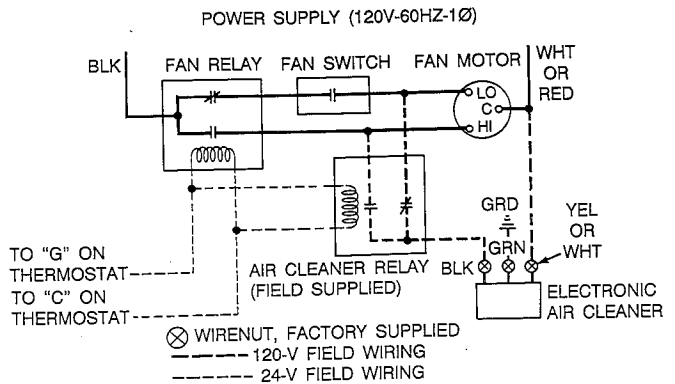 POWER SUPPLY (120V-60HZ-1Ø)
BLK
FAN RELAY
FAN SWITCH
FAN MOTOR
WHT
OR
RED
LO
C
HI
GRD
GRN
YEL
OR
WHT
TO "G" ON
THERMOSTAT
TO "C" ON
THERMOSTAT
AIR CLEANER RELAY
(FIELD SUPPLIED)
BLK
ELECTRONIC
AIR CLEANER
WIRENUT, FACTORY SUPPLIED
120-V FIELD WIRING
24-V FIELD WIRING